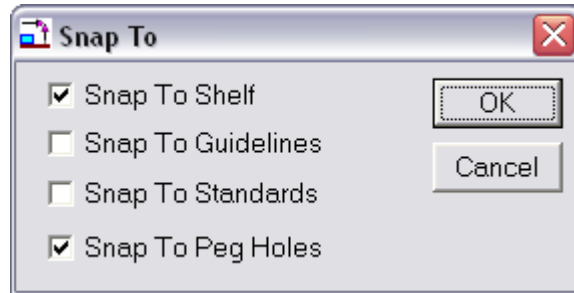 Snap To
Snap To Shelf
OK
Snap To Guidelines
Cancel
Snap To Standards
Snap To Peg Holes